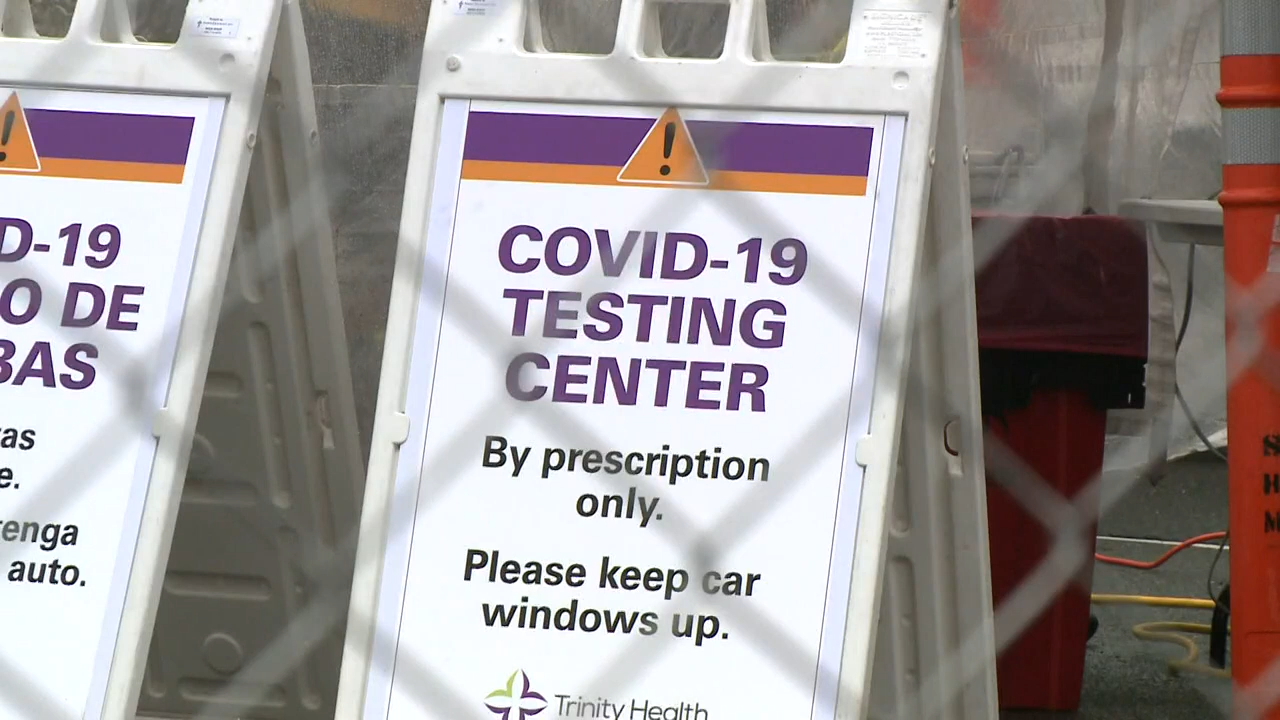 D-19
O DE
BAS
as
e.
enga
auto.
COVID-19
TESTING
CENTER
By prescription
only.
Please keep car
windows up.
Trinity Health
S
H
M